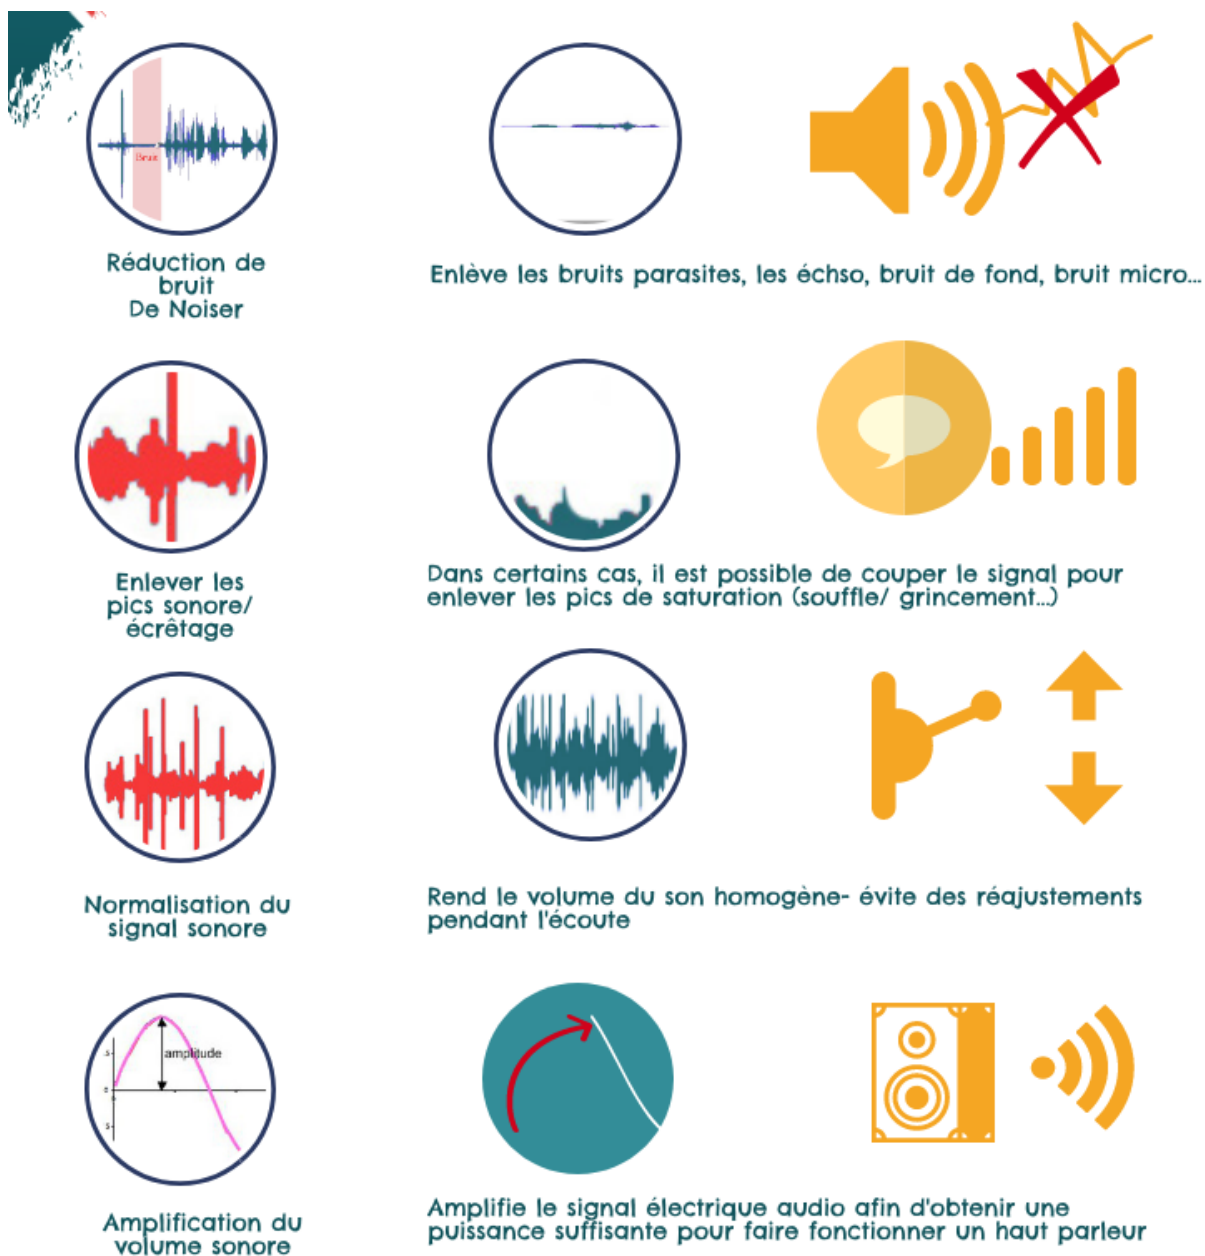 Bruit
Réduction de
bruit
De Noiser
Enlève les bruits parasites, les échso, bruit de fond, bruit micro...
Enlever les
pics sonore/
écrêtage
Dans certains cas, il est possible de couper le signal pour
enlever les pics de saturation (souffle/ grincement...)
Normalisation du
signal sonore
Rend le volume du son homogène- évite des réajustements
pendant l'écoute
amplitude
Amplification du
volume sonore
Amplifie le signal électrique audio afin d'obtenir une
puissance suffisante pour faire fonctionner un haut parleur